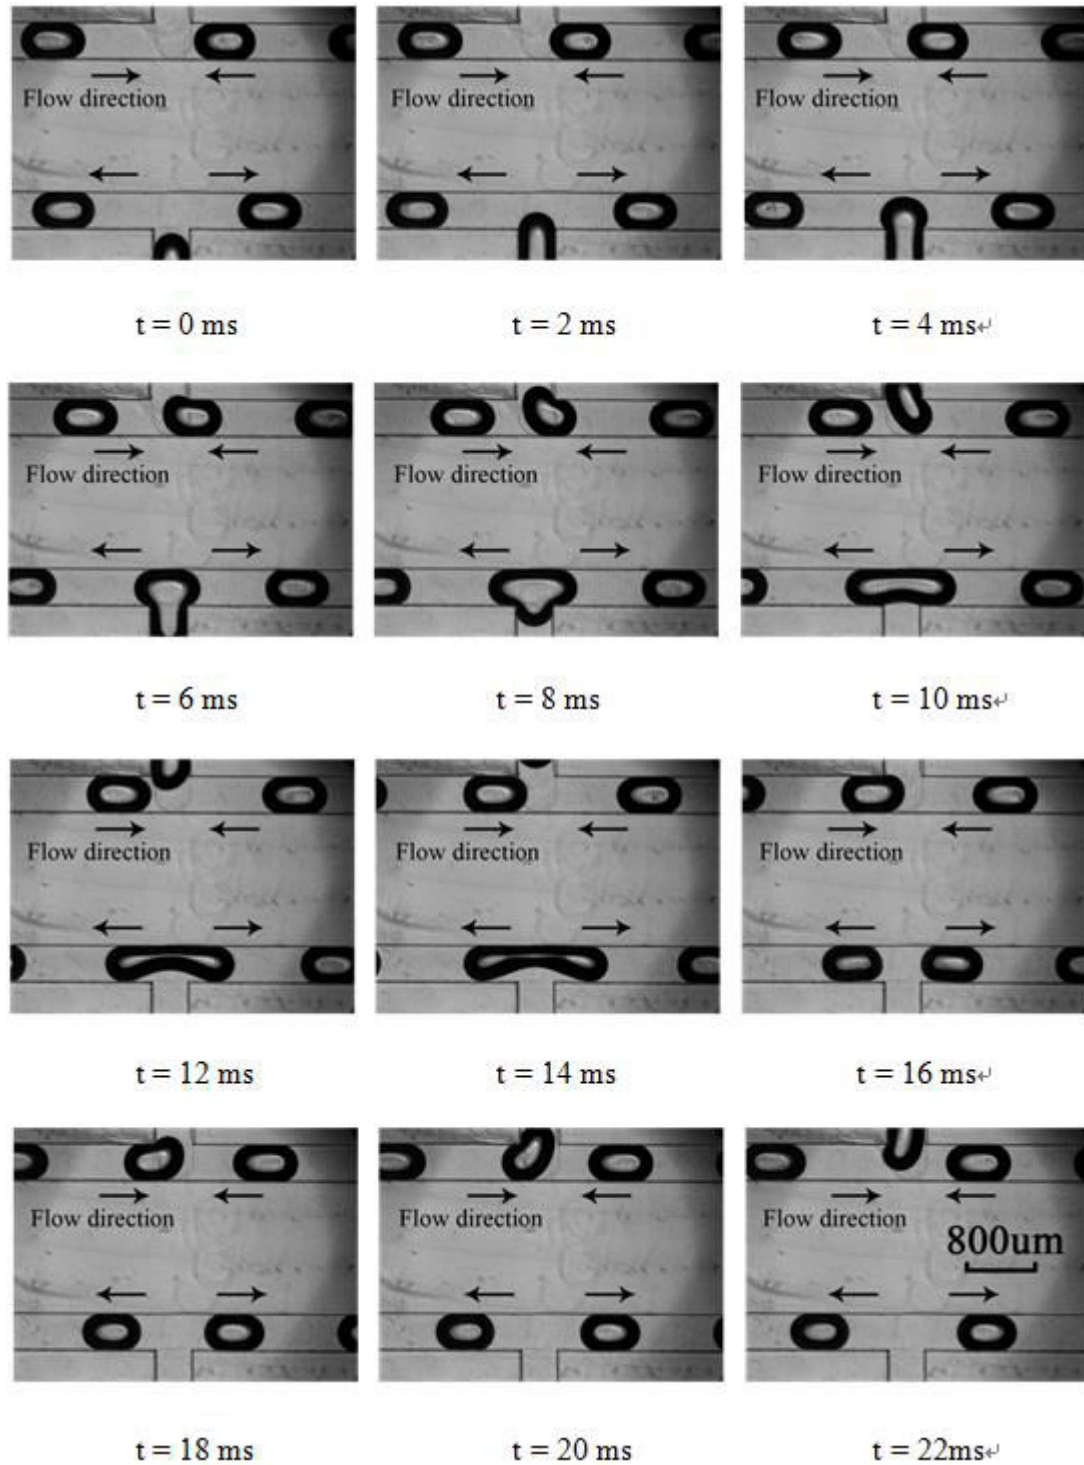 Flow direction
Flow direction
Flow direction
t = 0 ms
t = 2 ms
t = 4 ms↵
Flow direction
Flow direction
Flow direction
t = 6 ms
t = 8 ms
t = 10 ms↵
Flow direction
Flow direction
Flow direction
t = 12 ms
t = 14 ms
t = 16 ms↵
Flow direction
Flow direction
Flow direction
800um
t = 18 ms
t = 20 ms
t = 22ms↵